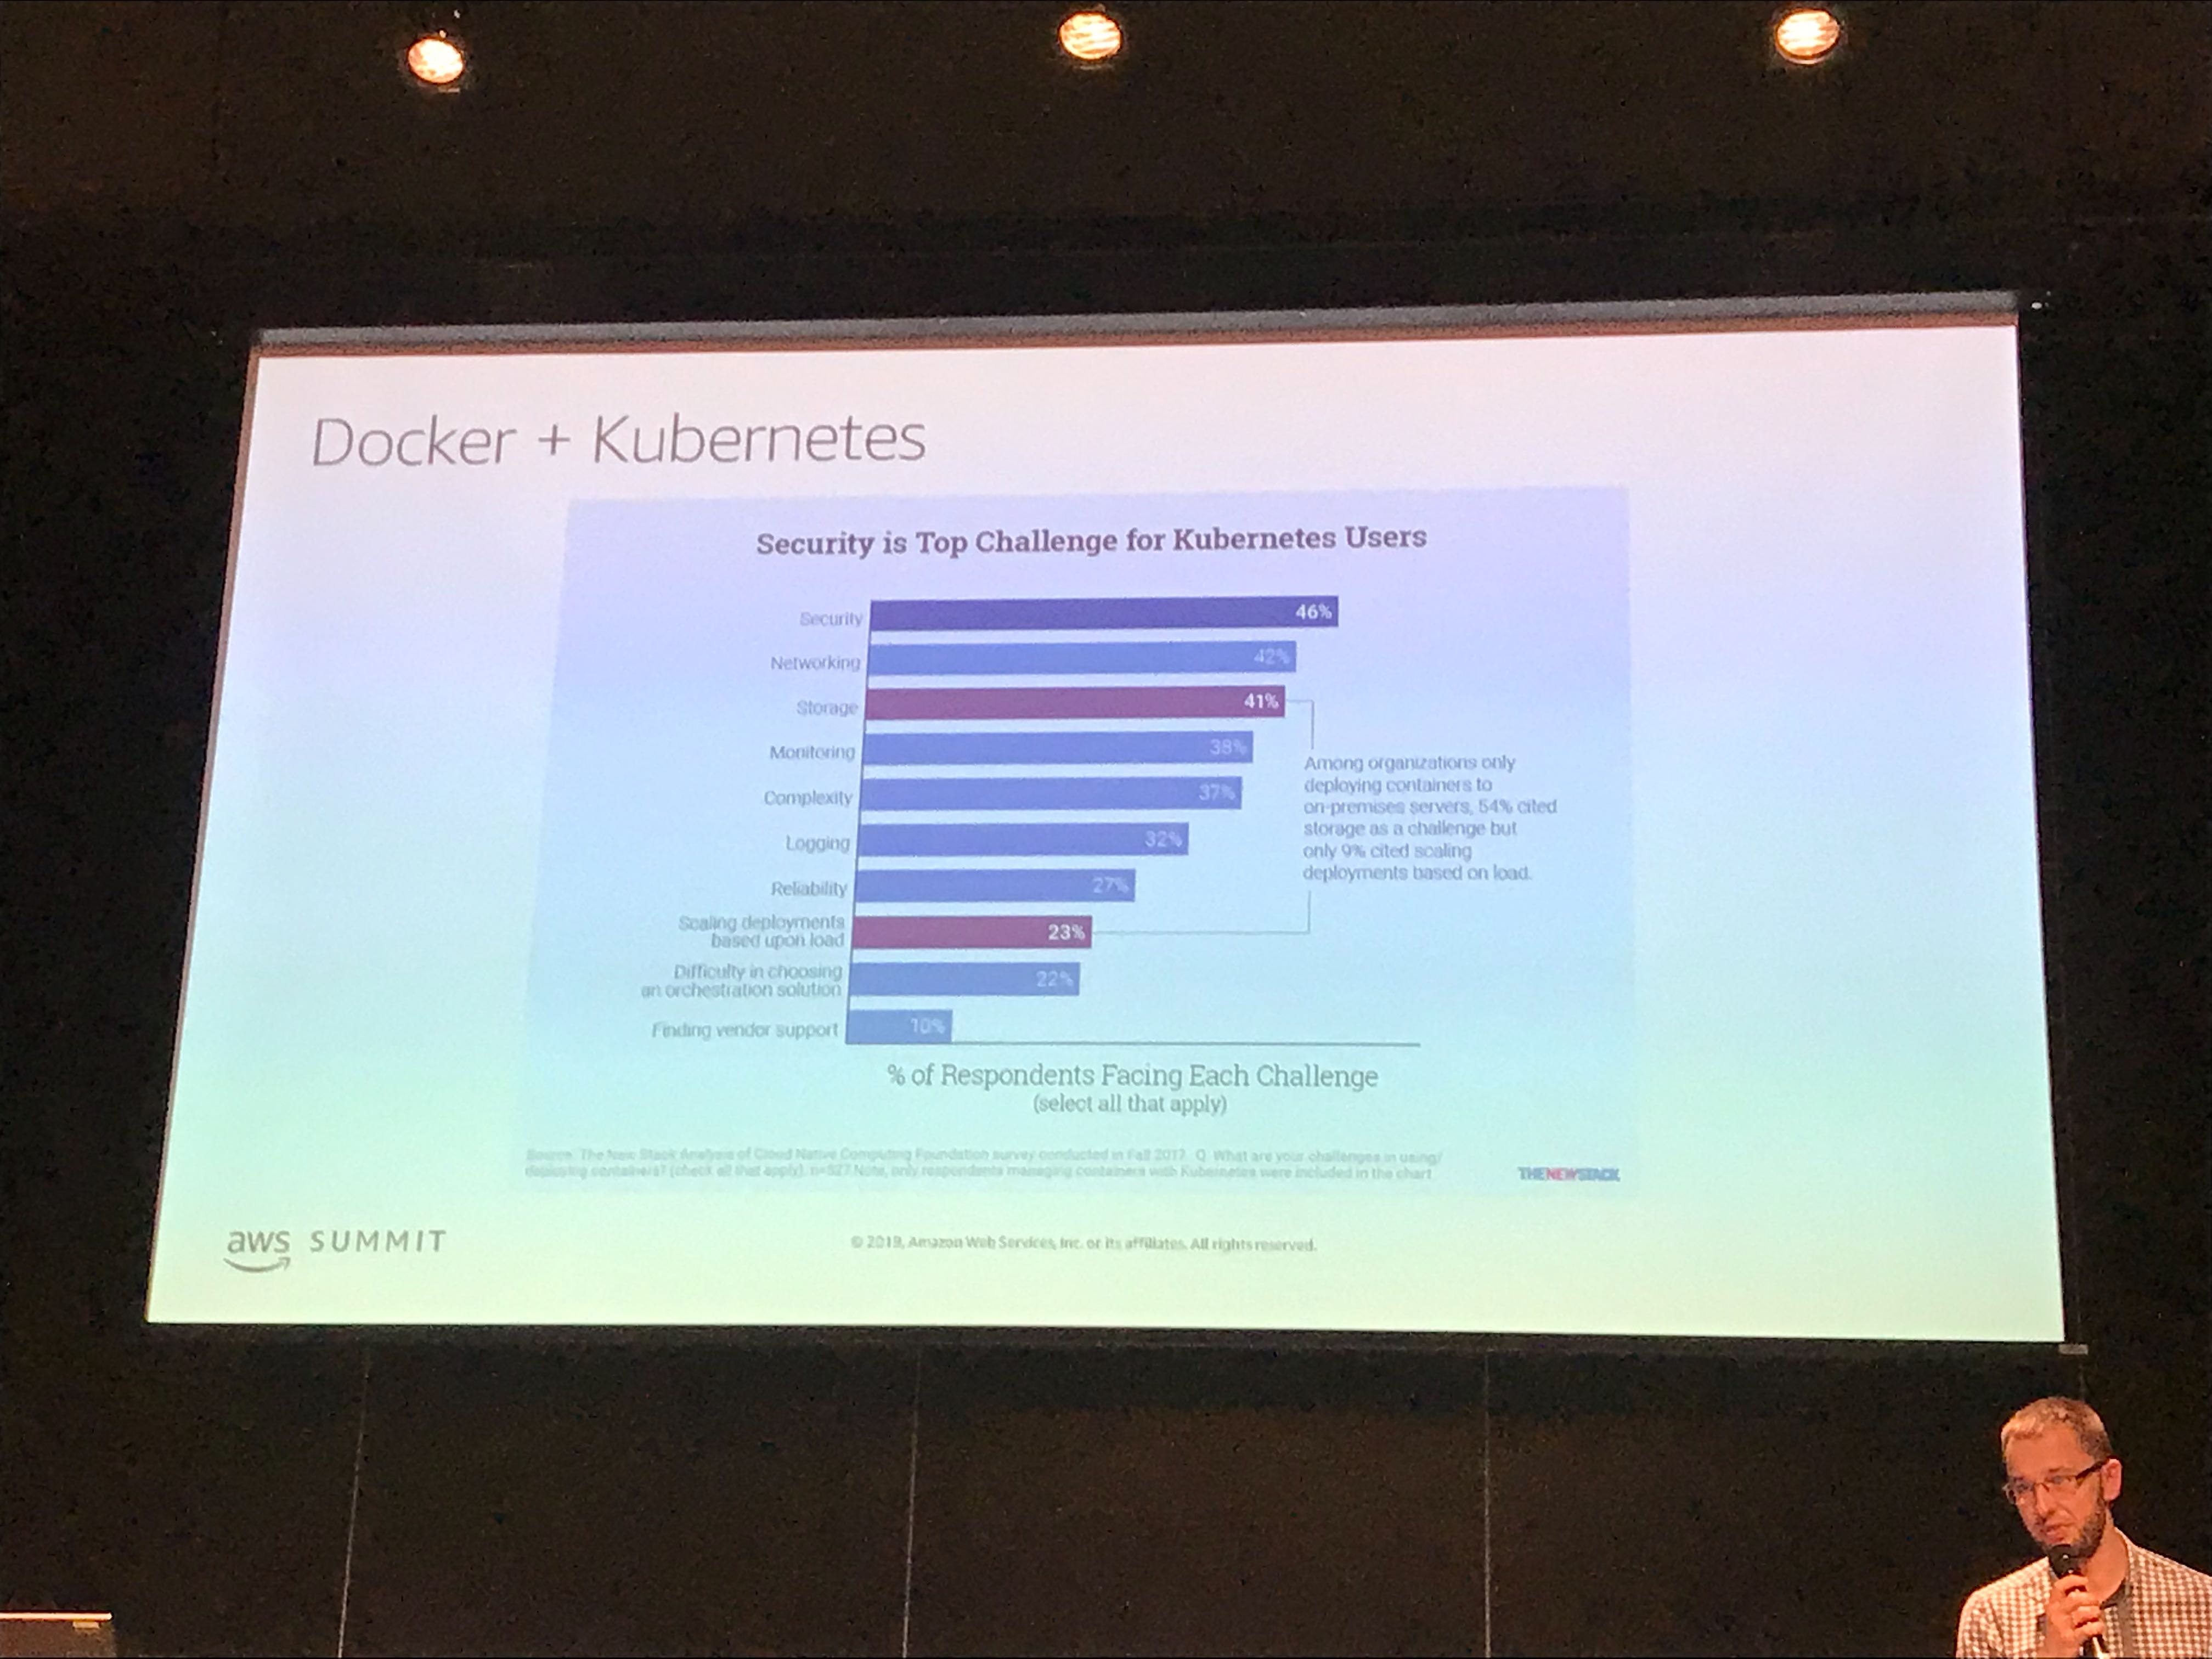 Docker + Kubernetes
Security is Top Challenge for Kubernetes Users
Security 46%
Networking 42%
Storage 41%
Monitoring 38%
Complexity 37%
Logging 32%
Reliability 27%
Scaling deployments
based upon load 23%
Difficulty in choosing
an orchestration solution 22%
Finding vendor support 10%
Among organizations only
deploying containers to
on-premises servers, 54% cited
storage as a challenge but
only 9% cited scaling
deployments based on load.
% of Respondents Facing Each Challenge
(select all that apply)
Source: The New Stack Analysis of Cloud Native Computing Foundation survey conducted in Fall 2017. Q. What are your challenges in using/
deploying containers? (check all that apply). n=527. Note, only respondents managing containers with Kubernetes were included in the chart.
THENEWSTACK
aws SUMMIT
© 2019, Amazon Web Services, Inc. or its affiliates. All rights reserved.